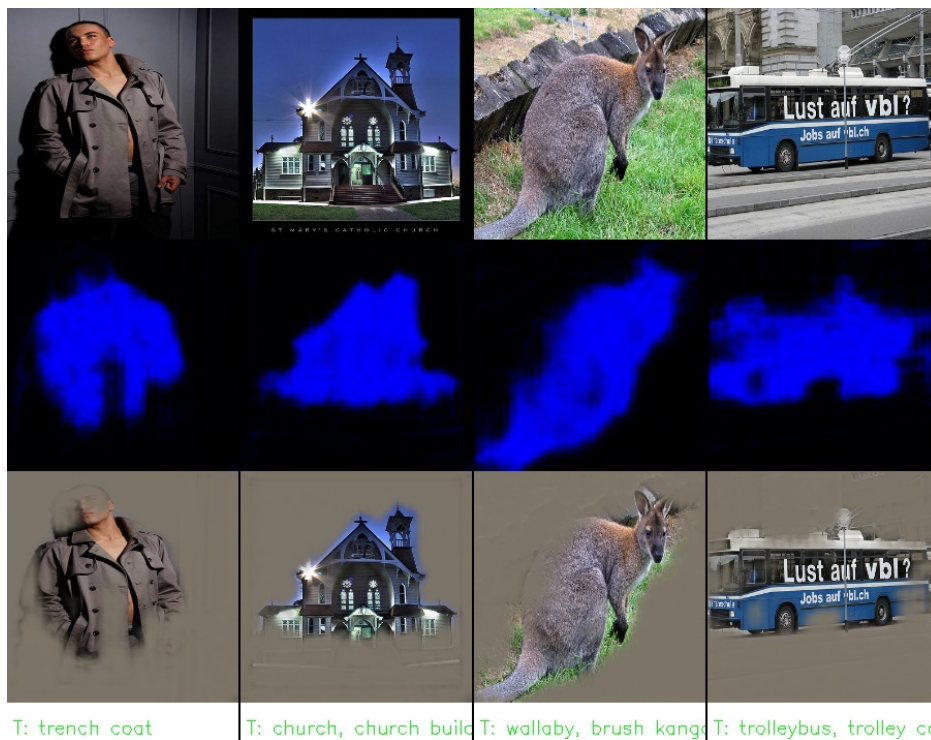 Lust auf vbl?
Jobs auf vbl.ch
ST MARY'S CATHOLIC CHURCH
Lust auf vbl?
Jobs auf vbl.ch
T: trench coat
T: church, church build
T: wallaby, brush kang
T: trolleybus, trolley c